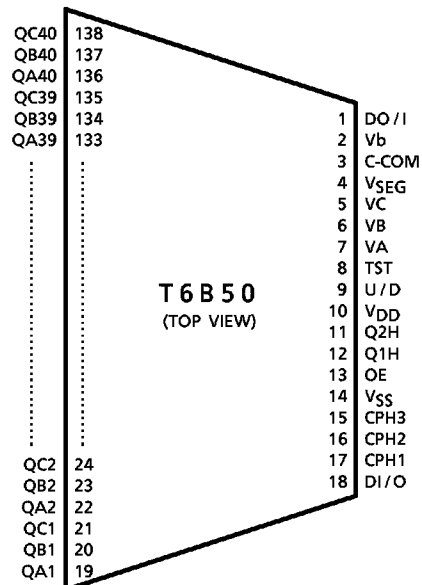 QC40 138
QB40 137
QA40 136
QC39 135
QB39 134
QA39 133
1 DO/I
2 Vb
3 C-COM
4 VSEG
5 VC
6 VB
7 VA
8 TST
9 U/D
10 VDD
11 Q2H
12 Q1H
13 OE
14 VSS
15 CPH3
16 CPH2
17 CPH1
18 DI/O
T6B50
(TOP VIEW)
QC2 24
QB2 23
QA2 22
QC1 21
QB1 20
QA1 19